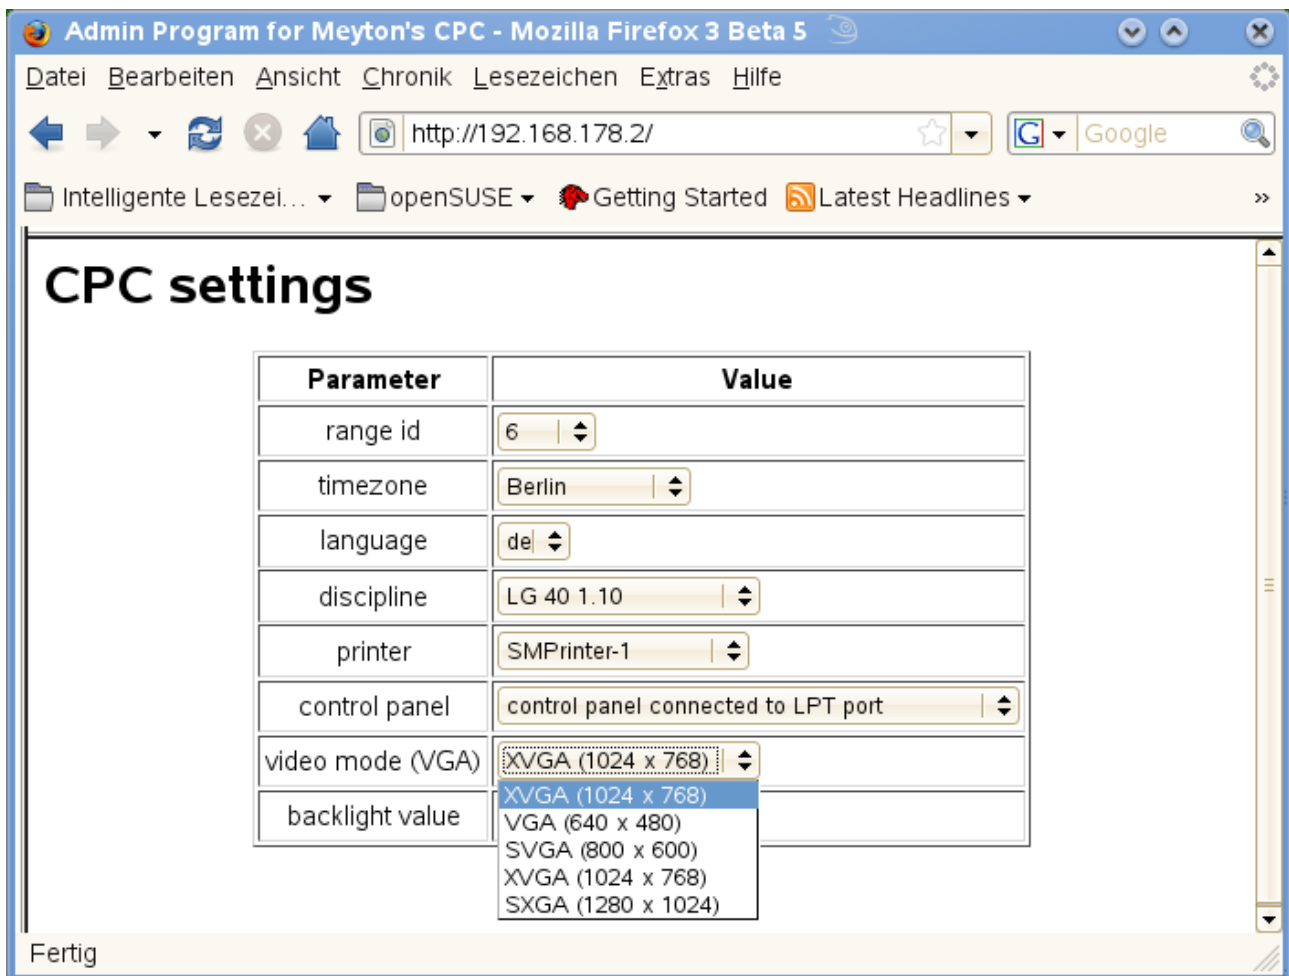 Admin Program for Meyton's CPC - Mozilla Firefox 3 Beta 5
Datei Bearbeiten Ansicht Chronik Lesezeichen Extras Hilfe
http://192.168.178.2/ G Google
Intelligente Lesezei... openSUSE Getting Started Latest Headlines »
CPC settings
Parameter Value
range id 6
timezone Berlin
language de
discipline LG 40 1.10
printer SMPrinter-1
control panel control panel connected to LPT port
video mode (VGA) XVGA (1024 x 768)
XVGA (1024 x 768)
backlight value
VGA (640 x 480)
SVGA (800 x 600)
XVGA (1024 x 768)
SXGA (1280 x 1024)
Fertig